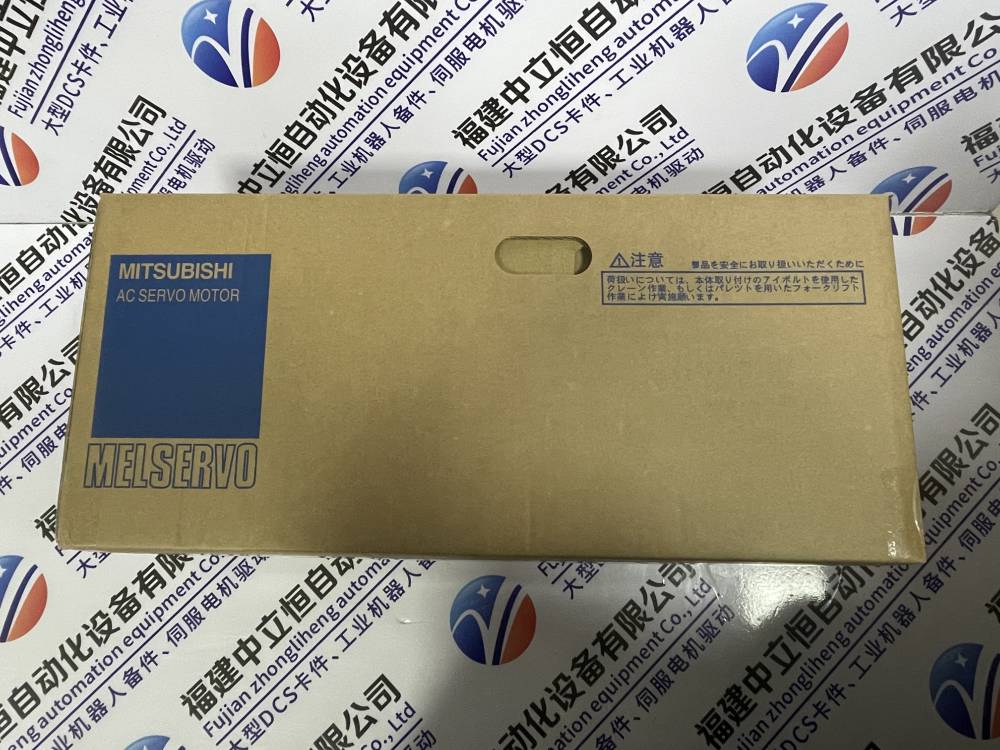 MITSUBISHI
AC SERVO MOTOR
MELSERVO
⚠注意 製品を安全にお取り扱いいただくために
荷扱いについては、本体取り付けのアイボルトを使用した
クレーン作業、もしくはパレットを用いたフォークリフト
作業によけ実施願います。
福建中立恒自动化设备有限公司
Fujian zhongliheng automation equipment Co.,Ltd
大型DCS卡件、工业机器人备件、伺服电机驱动